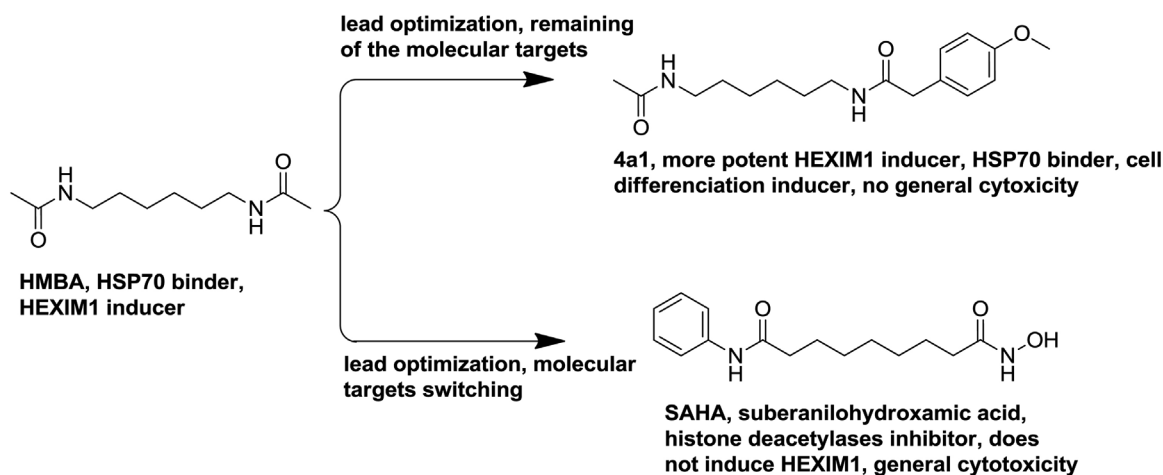 lead optimization, remaining
of the molecular targets
O
O
H
N
N
H
O
4a1, more potent HEXIM1 inducer, HSP70 binder, cell
differenciation inducer, no general cytoxicity
H
N
O
O
N
H
HMBA, HSP70 binder,
HEXIM1 inducer
lead optimization, molecular
targets switching
O
O
N
H
N
H
OH
SAHA, suberanilohydroxamic acid,
histone deacetylases inhibitor, does
not induce HEXIM1, general cytotoxicity